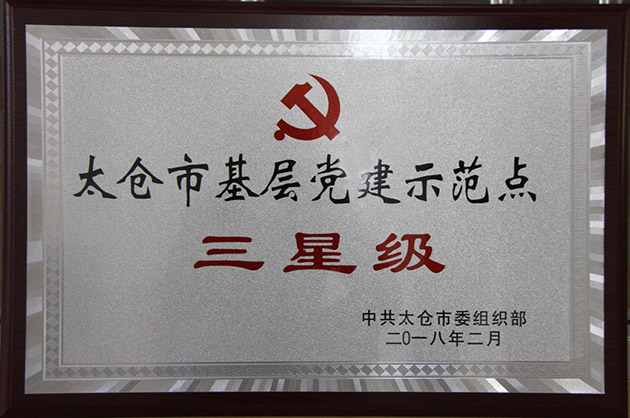 太仓市基层党建示范点
三星级
中共太仓市委组织部
二〇一八年二月